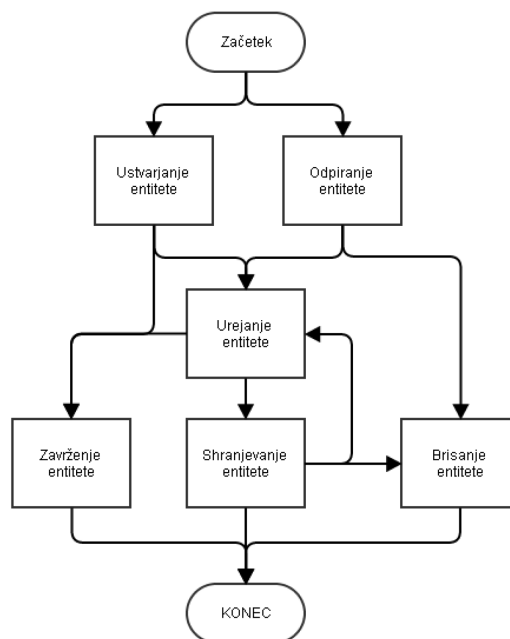 Začetek
Ustvarjanje
entitete
Odpiranje
entitete
Urejanje
entitete
Zavrženje
entitete
Shranjevanje
entitete
Brisanje
entitete
KONEC